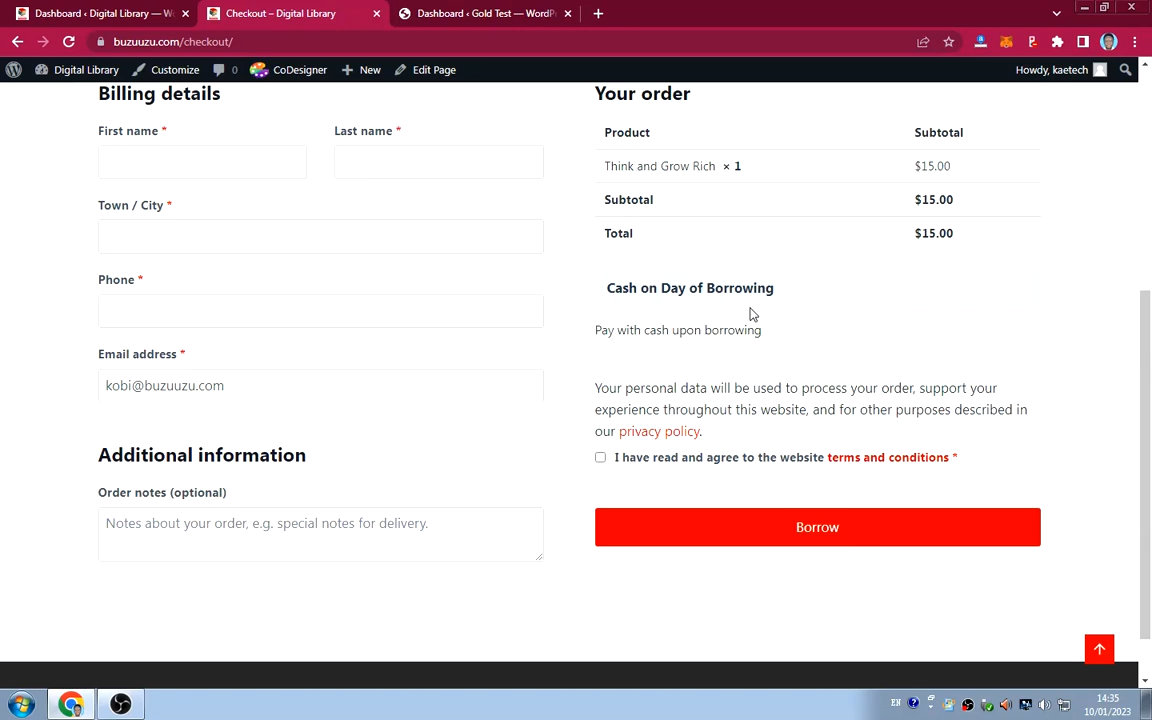 Dashboard ‹ Digital Library — Wo
Checkout – Digital Library
Dashboard ‹ Gold Test — WordPr
buzuuzu.com/checkout/
Digital Library
Customize
0
CoDesigner
New
Edit Page
Howdy, kaetech
Billing details
First name *
Last name *
Town / City *
Phone *
Email address *
kobi@buzuuzu.com
Additional information
Order notes (optional)
Notes about your order, e.g. special notes for delivery.
Your order
Product Subtotal
Think and Grow Rich × 1 $15.00
Subtotal $15.00
Total $15.00
Cash on Day of Borrowing
Pay with cash upon borrowing
Your personal data will be used to process your order, support your
experience throughout this website, and for other purposes described in
our privacy policy.
I have read and agree to the website terms and conditions *
Borrow
EN
14:35
10/01/2023